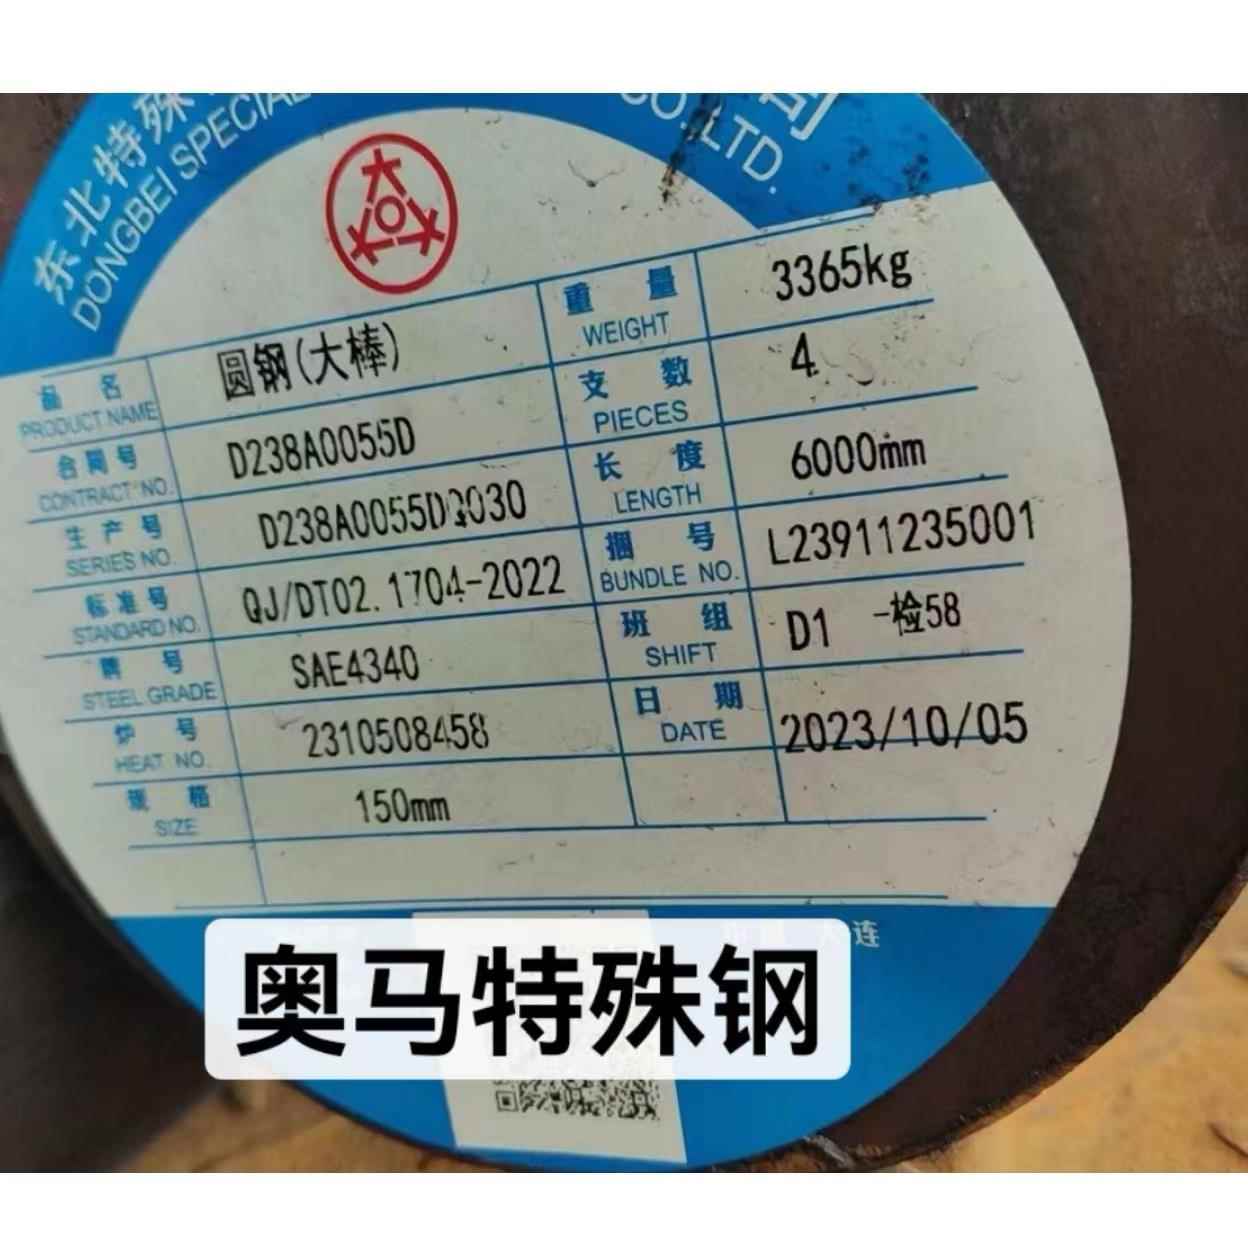 东北特殊
司
DONGBEI SPECIAL
CO.,LTD.
大
品名 圆钢(大棒) 重量 3365kg
PRODUCT NAME WEIGHT
合同号 D238A0055D 支数 4
CONTRACT NO. PIECES
生产号 D238A0055D0030 长度 6000mm
SERIES NO. LENGTH
标准号 QJ/DT02.1704-2022 捆号 L23911235001
STANDARD NO. BUNDLE NO.
牌号 SAE4340 班组 D1 -检58
STEEL GRADE SHIFT
炉号 2310508458 日期 2023/10/05
HEAT NO. DATE
规格 150mm
SIZE
大连
奥马特殊钢